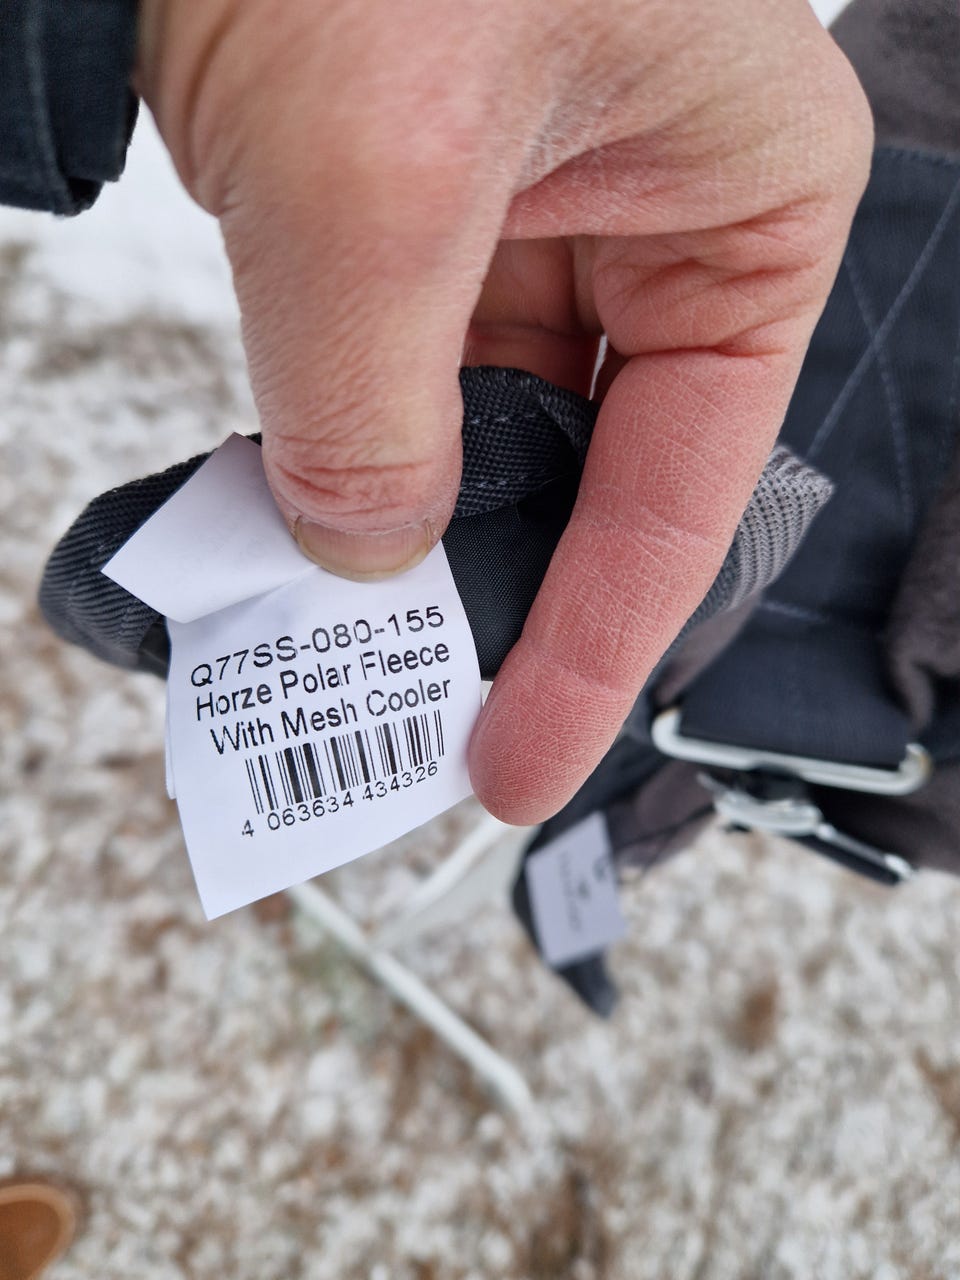 Q77SS-080-155
Horze Polar Fleece
With Mesh Cooler
4 063634 434326